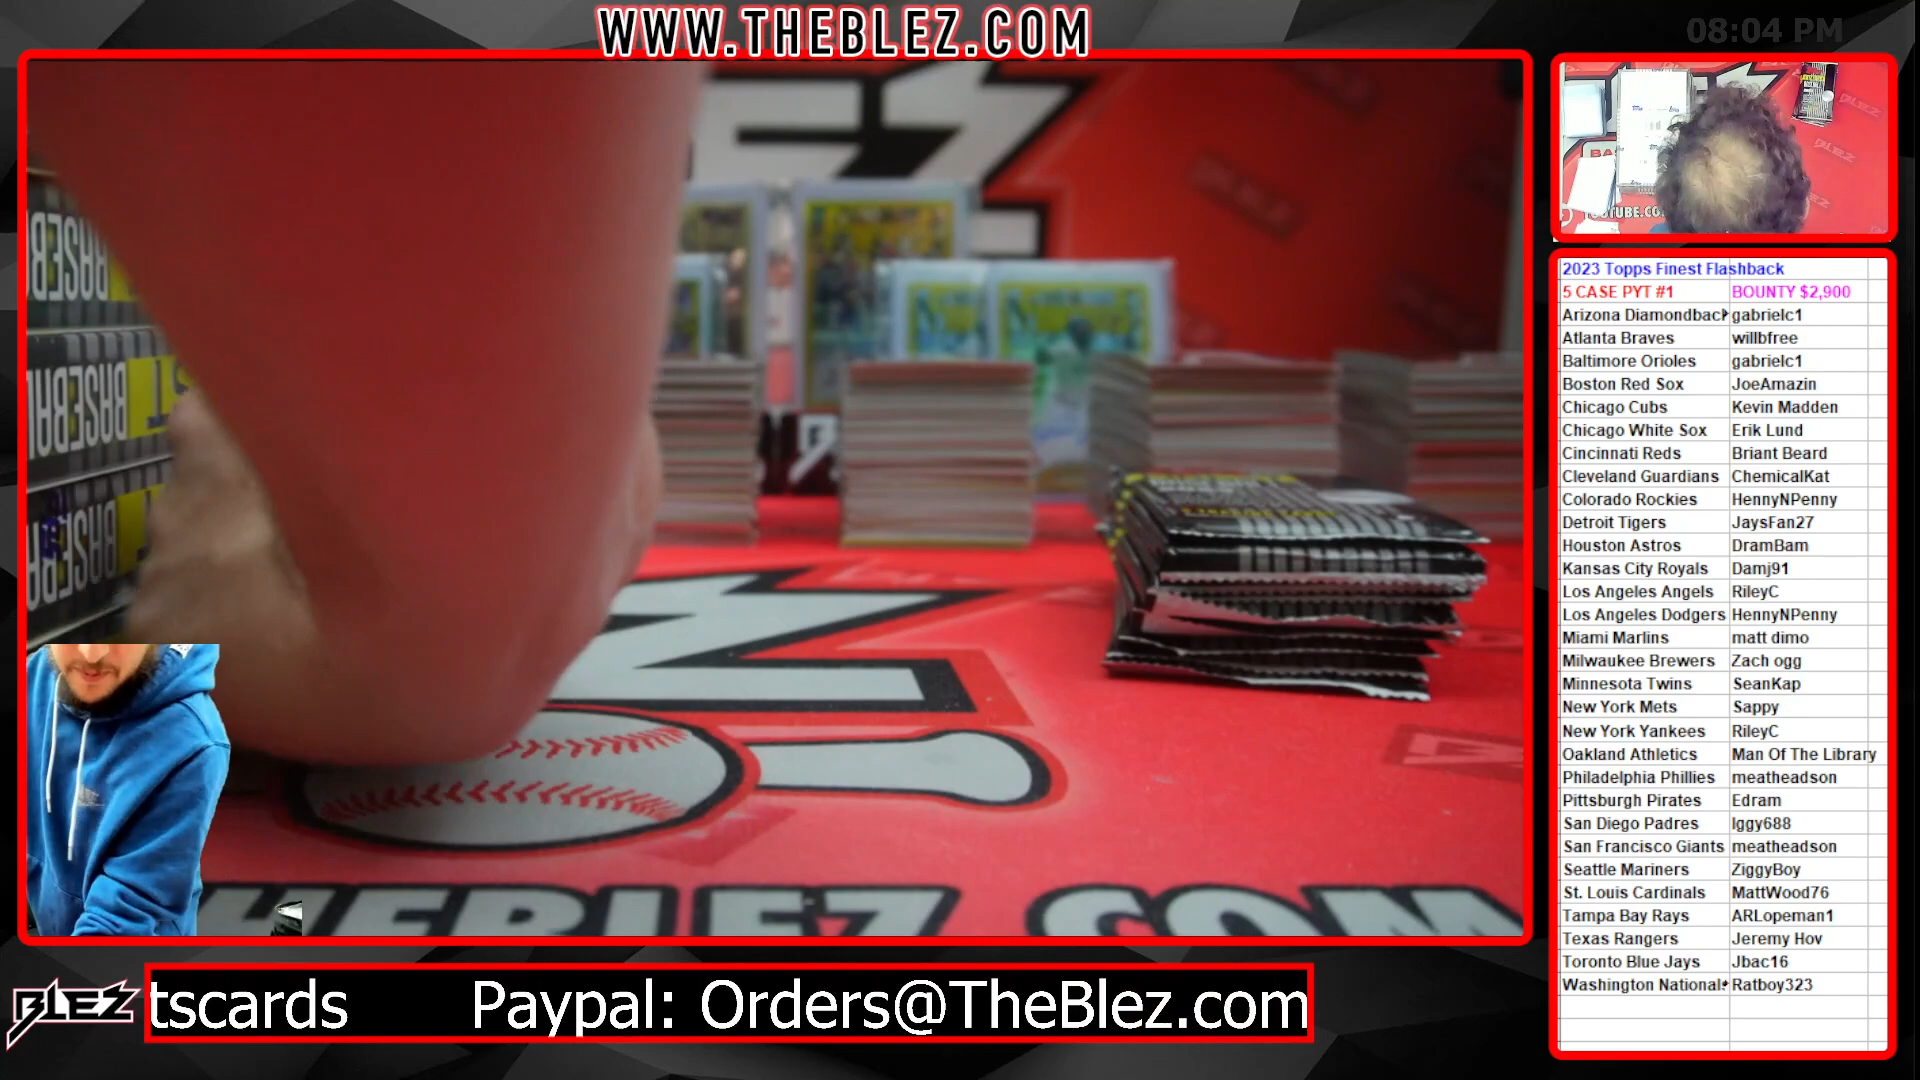 WWW.THEBLEZ.COM
08:04 PM
2023 Topps Finest Flashback
5 CASE PYT #1 BOUNTY $2,900
Arizona Diamondback gabrielc1
Atlanta Braves willbfree
Baltimore Orioles gabrielc1
Boston Red Sox JoeAmazin
Chicago Cubs Kevin Madden
Chicago White Sox Erik Lund
Cincinnati Reds Briant Beard
Cleveland Guardians ChemicalKat
Colorado Rockies HennyNPenny
Detroit Tigers JaysFan27
Houston Astros DramBam
Kansas City Royals Damj91
Los Angeles Angels RileyC
Los Angeles Dodgers HennyNPenny
Miami Marlins matt dimo
Milwaukee Brewers Zach ogg
Minnesota Twins SeanKap
New York Mets Sappy
New York Yankees RileyC
Oakland Athletics Man Of The Library
Philadelphia Phillies meatheadson
Pittsburgh Pirates Edram
San Diego Padres Iggy688
San Francisco Giants meatheadson
Seattle Mariners ZiggyBoy
St. Louis Cardinals MattWood76
Tampa Bay Rays ARLopeman1
Texas Rangers Jeremy Hov
Toronto Blue Jays Jbac16
Washington Nationals Ratboy323
BASEB
BASEBAL
BASEBA
HEBLEZ.COM
BLEZ
tscards Paypal: Orders@TheBlez.com